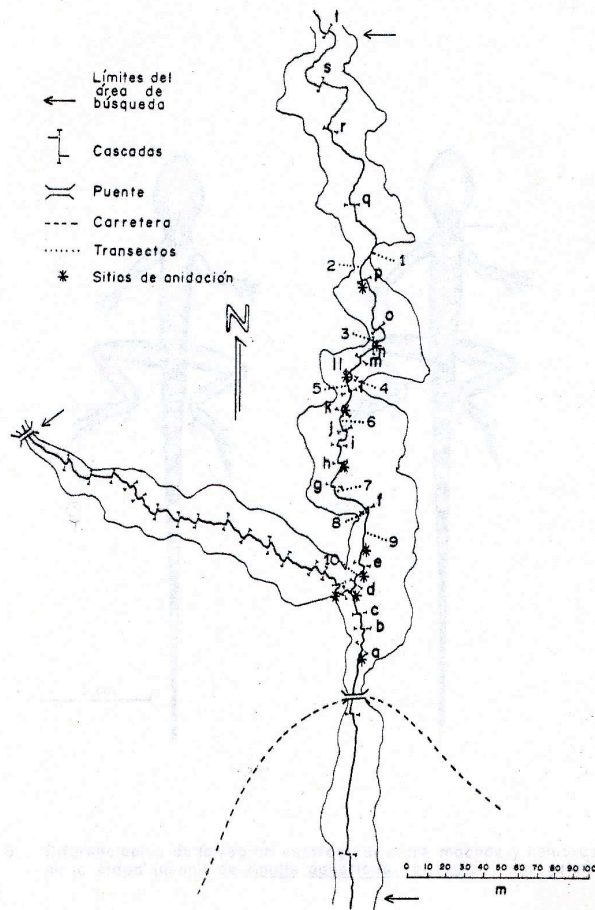 Límites del
área de
búsqueda
Cascadas
Puente
Carretera
Transectos
Sitios de anidación
N
t
s
r
q
1
2
p
o
3
n
m
11
l
5
4
k
6
j
i
h
g
7
f
8
9
e
10
d
c
b
a
0 10 20 30 40 50 60 70 80 90 100
m